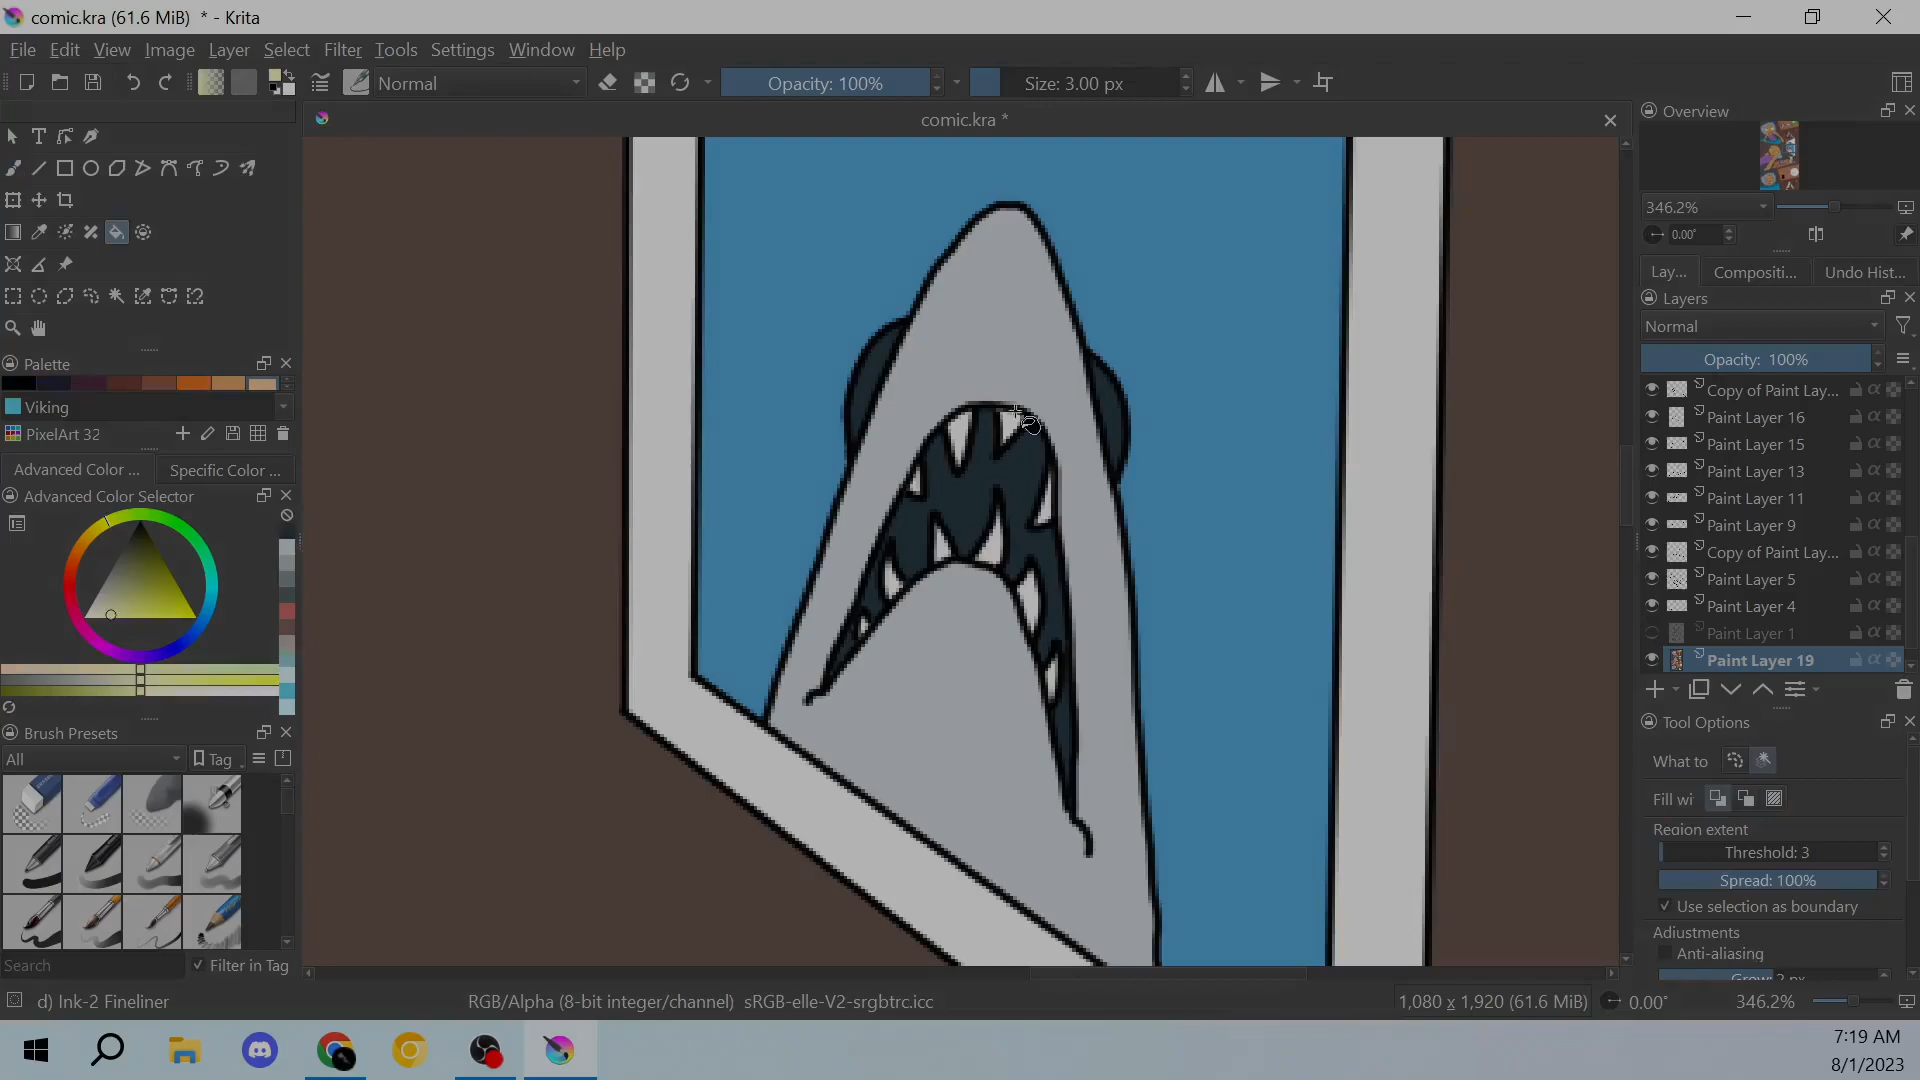 comic.kra (61.6 MiB) * - Krita
File Edit View Image Layer Select Filter Tools Settings Window Help
Normal
Opacity: 100%
Size: 3.00 px
comic.kra *
Overview
346.2%
0.00°
Lay... Compositi... Undo Hist...
Layers
Normal
Opacity: 100%
Copy of Paint Lay...
Paint Layer 16
Paint Layer 15
Paint Layer 13
Paint Layer 11
Paint Layer 9
Copy of Paint Lay...
Paint Layer 5
Paint Layer 4
Paint Layer 1
Paint Layer 19
Tool Options
What to
Fill wi
Region extent
Threshold: 3
Spread: 100%
Use selection as boundary
Adjustments
Anti-aliasing
Grow: 2 px
Palette
Viking
PixelArt 32
Advanced Color ... Specific Color ...
Advanced Color Selector
Brush Presets
All
Tag
Search
Filter in Tag
d) Ink-2 Fineliner
RGB/Alpha (8-bit integer/channel) sRGB-elle-V2-srgbtrc.icc
1,080 x 1,920 (61.6 MiB)
0.00°
346.2%
7:19 AM
8/1/2023